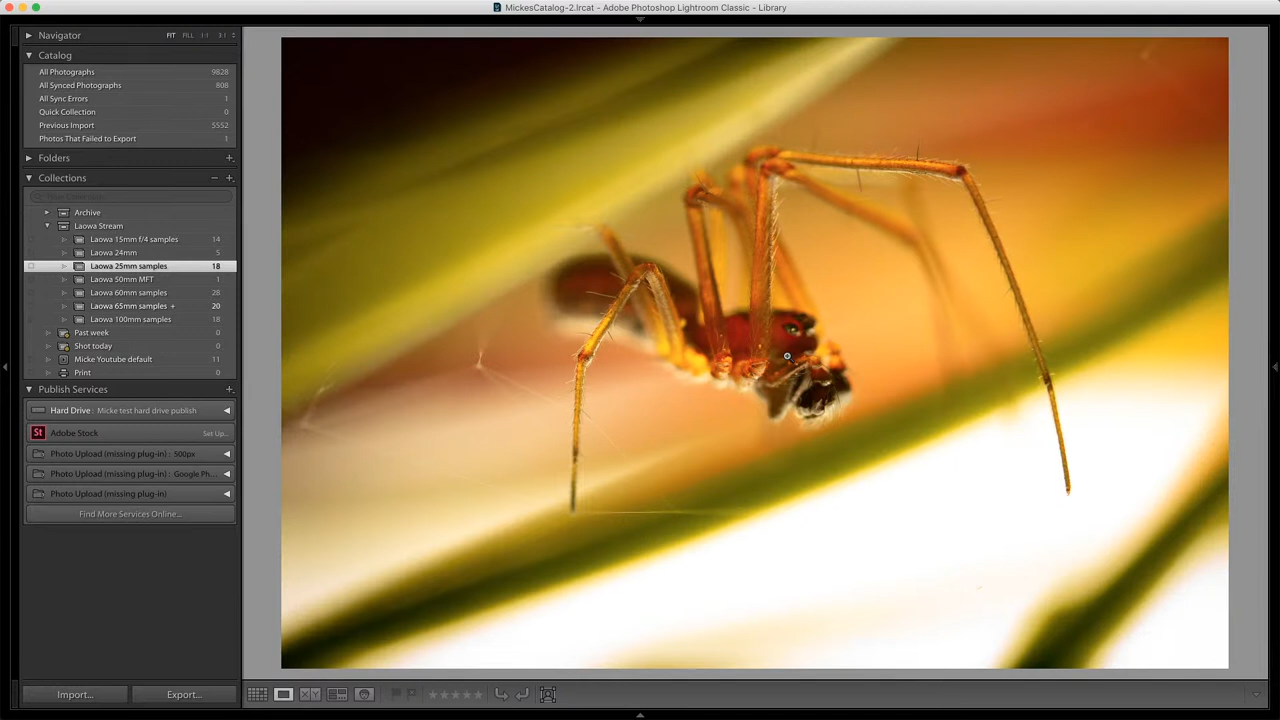 MickesCatalog-2.lrcat - Adobe Photoshop Lightroom Classic - Library
Navigator FIT FILL 1:1 3:1
Catalog
All Photographs 9828
All Synced Photographs 808
All Sync Errors 1
Quick Collection 0
Previous Import 5552
Photos That Failed to Export 1
Folders +
Collections − +
Archive
Laowa Stream
Laowa 15mm f/4 samples 14
Laowa 24mm 5
Laowa 25mm samples 18
Laowa 50mm MFT 1
Laowa 60mm samples 28
Laowa 65mm samples + 20
Laowa 100mm samples 18
Past week
Shot today
Micke Youtube default 11
Print 0
Publish Services +
Hard Drive : Micke test hard drive publish
St Adobe Stock Set Up...
Photo Upload (missing plug-in) : 500px
Photo Upload (missing plug-in) : Google Ph...
Photo Upload (missing plug-in)
Find More Services Online...
Import... Export... XY